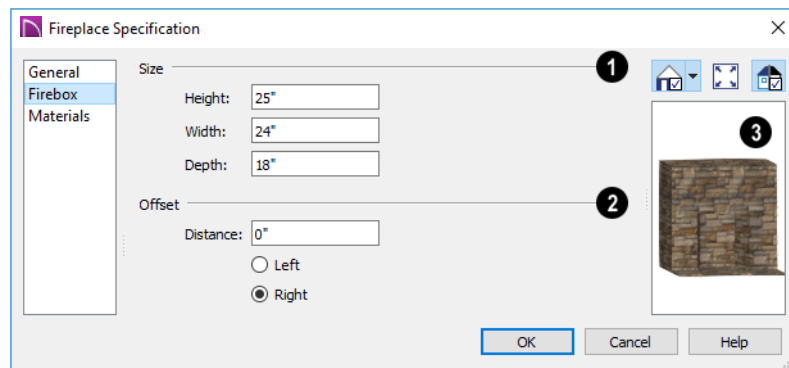 Fireplace Specification
General
Firebox
Materials
Size
1
Height: 25"
Width: 24"
Depth: 18"
Offset
2
Distance: 0"
Left
Right
3
OK Cancel Help